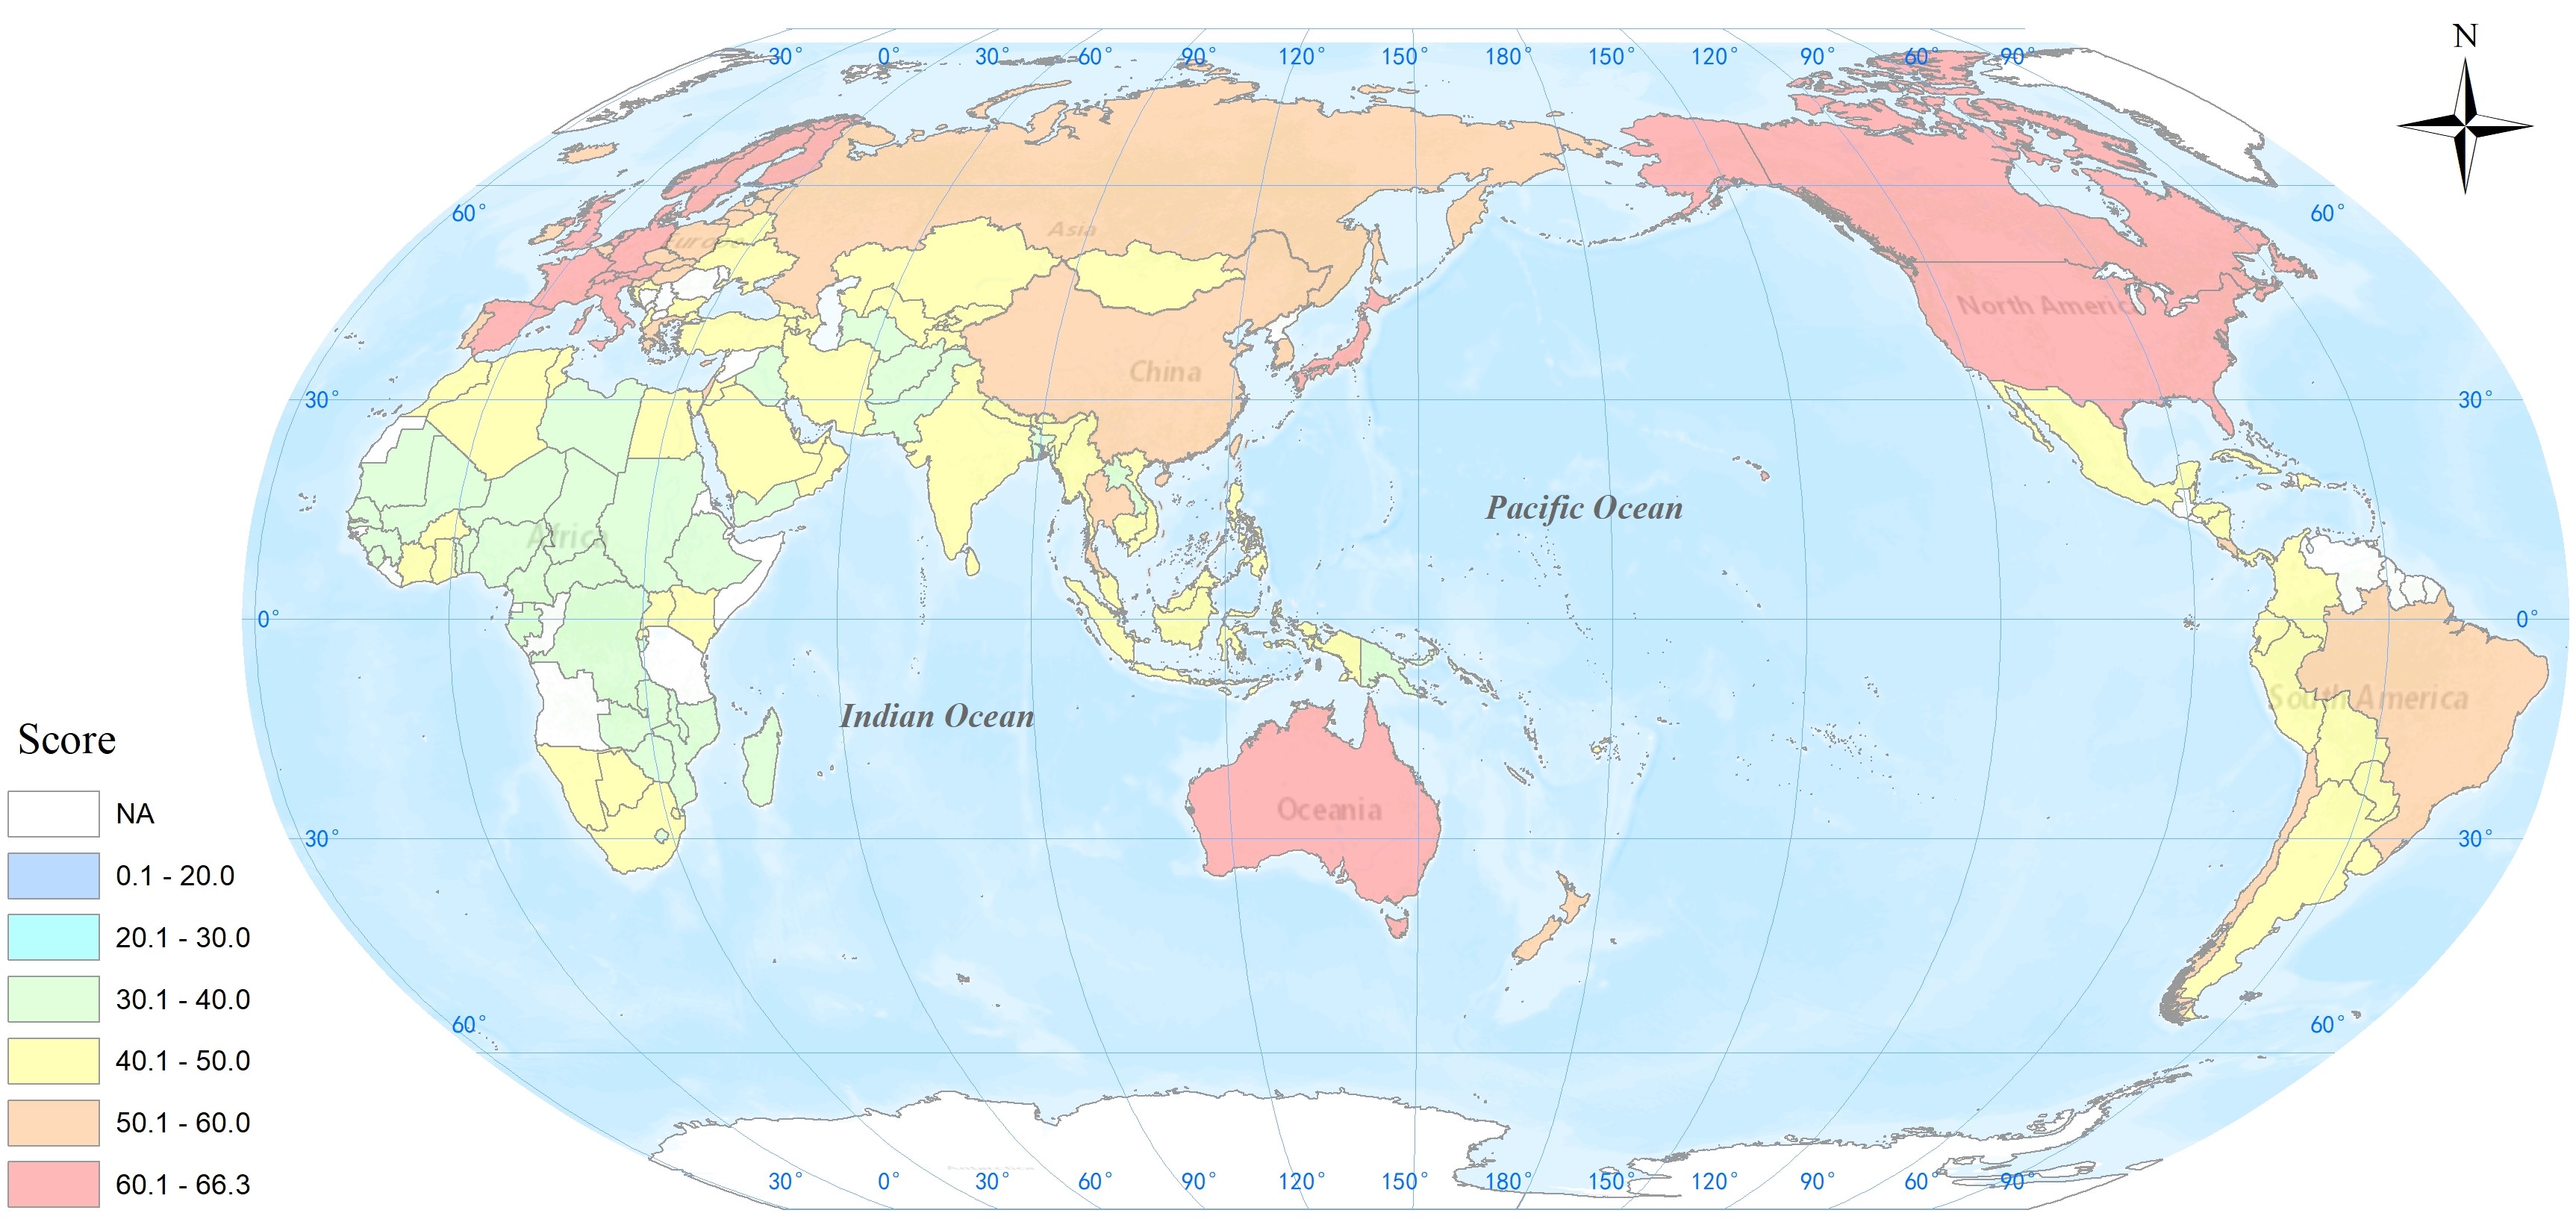 N
30° 0° 30° 60° 90° 120° 150° 180° 150° 120° 90° 60° 90°
60° 60°
Europe
Asia
North America
China
30° 30°
Pacific Ocean
Africa
0° 0°
South America
Indian Ocean
Oceania
30° 30°
60° 60°
Antarctica
30° 0° 30° 60° 90° 120° 150° 180° 150° 120° 90° 60° 90°
Score
NA
0.1 - 20.0
20.1 - 30.0
30.1 - 40.0
40.1 - 50.0
50.1 - 60.0
60.1 - 66.3